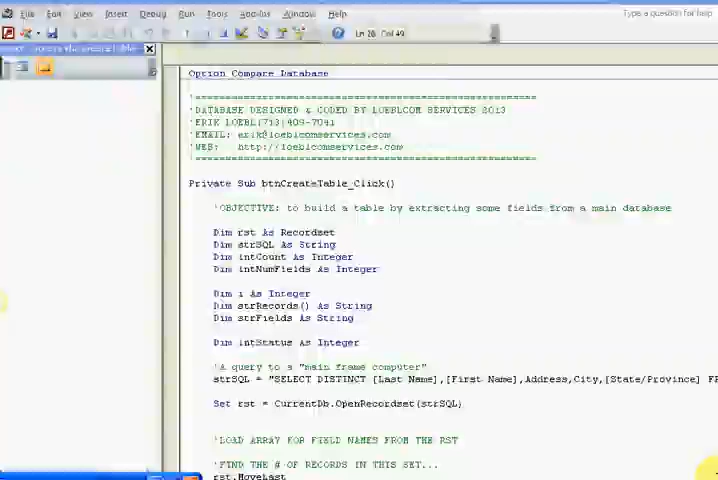 File Edit View Insert Format Debug Run Tools Add-Ins Window Help
Type a question for help
Ln 28, Col 49
Option Compare Database
'=======================================================
'DATABASE DESIGNED & CODED BY LOEBLCOM SERVICES 2013
'ERIK LOEBL(713)409-7041
'EMAIL: erik@loeblcomservices.com
'WEB: http://loeblcomservices.com
'=======================================================
Private Sub btnCreateTable_Click()
'OBJECTIVE: to build a table by extracting some fields from a main database
Dim rst As Recordset
Dim strSQL As String
Dim intCount As Integer
Dim intNumFields As Integer
Dim i As Integer
Dim strRecords() As String
Dim strFields As String
Dim intStatus As Integer
'A query to a "main frame computer"
strSQL = "SELECT DISTINCT [Last Name],[First Name],Address,City,[State/Province] FR
Set rst = CurrentDb.OpenRecordset(strSQL)
'LOAD ARRAY FOR FIELD NAMES FROM THE RST
'FIND THE # OF RECORDS IN THIS SET...
rst.MoveLast